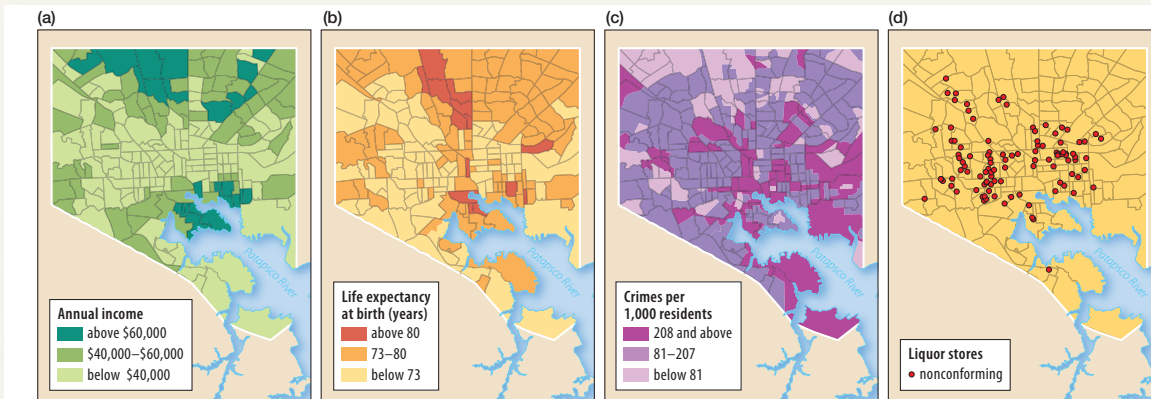 (a)
Patapsco River
Annual income
above $60,000
$40,000–$60,000
below $40,000
(b)
Patapsco River
Life expectancy
at birth (years)
above 80
73–80
below 73
(c)
Patapsco River
Crimes per
1,000 residents
208 and above
81–207
below 81
(d)
Patapsco River
Liquor stores
nonconforming